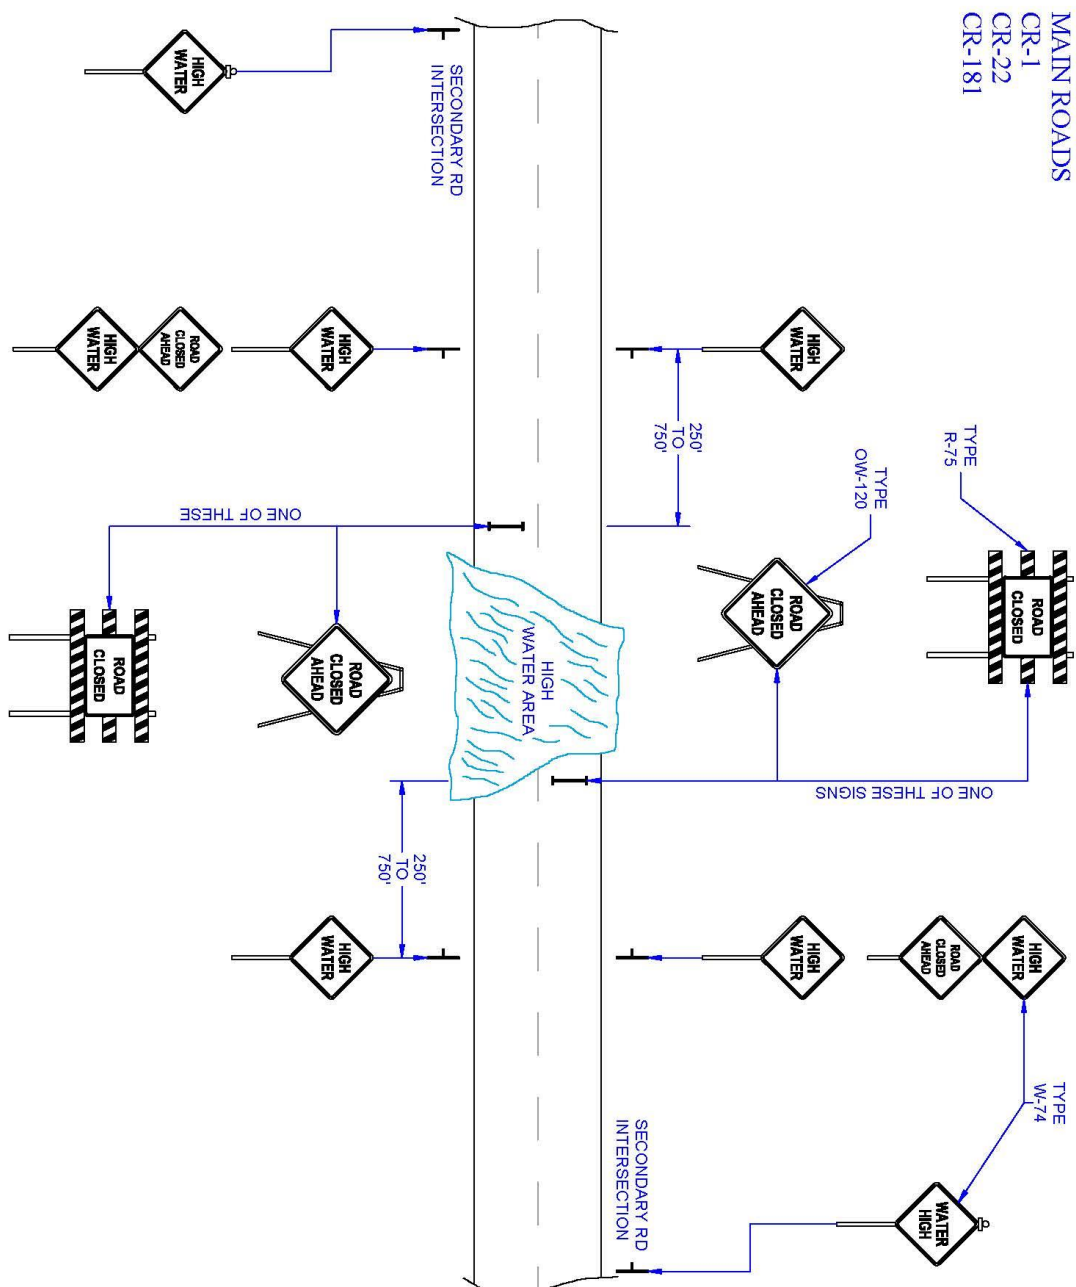 MAIN ROADS
CR-1
CR-22
CR-181
TYPE
W-74
ROAD
CLOSED
HIGH
WATER
TYPE
R-75
ROAD
CLOSED
AHEAD
WATER
HIGH
ONE OF THESE SIGNS
TYPE
OW-120
HIGH
WATER
ROAD
CLOSED
AHEAD
HIGH
WATER
250'
TO
750'
SECONDARY RD
INTERSECTION
HIGH
WATER AREA
SECONDARY RD
INTERSECTION
250'
TO
750'
HIGH
WATER
ROAD
CLOSED
AHEAD
HIGH
WATER
ONE OF THESE
HIGH
WATER
ROAD
CLOSED
AHEAD
ROAD
CLOSED
HIGH
WATER